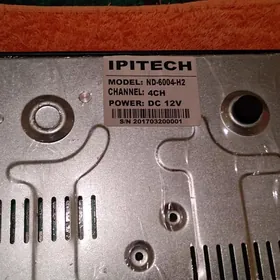 IPITECH
MODEL: ND-6004-H2
CHANNEL: 4CH
POWER: DC 12V
S/N 201703200001